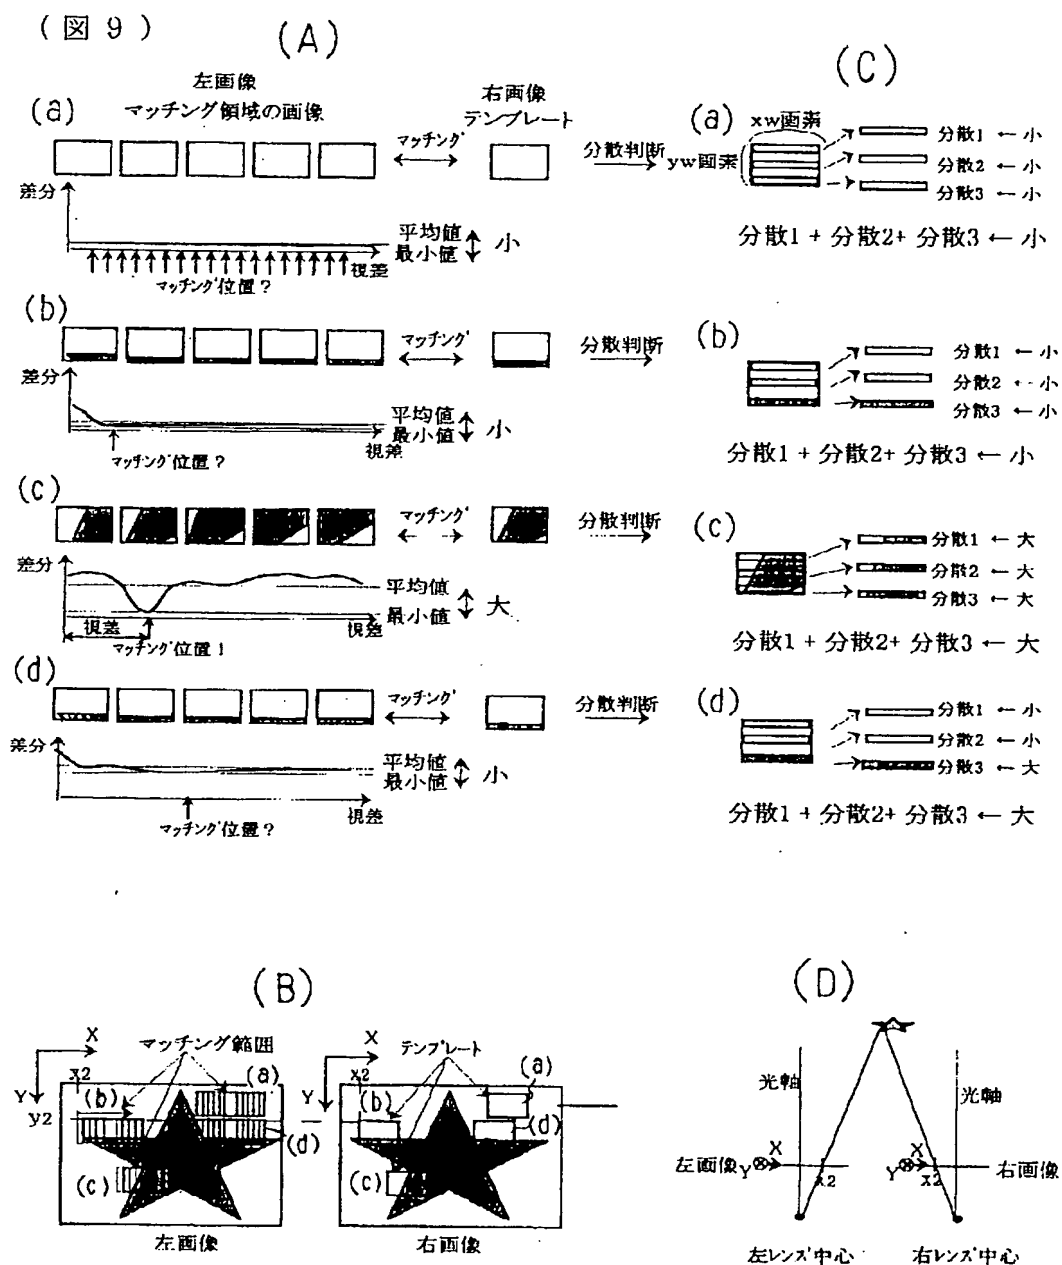 (図9)
(A)
左画像
マッチング領域の画像
右画像
テンプレート
(a)
マッチング
分散判断
差分
平均値
最小値
小
視差
マッチング位置?
(b)
マッチング
分散判断
差分
平均値
最小値
小
視差
マッチング位置?
(c)
マッチング
分散判断
差分
平均値
最小値
大
視差
視差
マッチング位置!
(d)
マッチング
分散判断
差分
平均値
最小値
小
視差
マッチング位置?
(C)
(a)
xw画素
yw画素
分散1 ← 小
分散2 ← 小
分散3 ← 小
分散1 + 分散2+ 分散3 ← 小
(b)
分散1 ← 小
分散2 ← 小
分散3 ← 小
分散1 + 分散2+ 分散3 ← 小
(c)
分散1 ← 大
分散2 ← 大
分散3 ← 大
分散1 + 分散2+ 分散3 ← 大
(d)
分散1 ← 小
分散2 ← 小
分散3 ← 大
分散1 + 分散2+ 分散3 ← 大
(B)
X
マッチング範囲
x2
Y
y2
(a)
(b)
(d)
(c)
左画像
X
テンプレート
x2
Y
(a)
(b)
(d)
(c)
右画像
(D)
光軸
光軸
左画像
Y
X
x2
Y
X
x2
右画像
左レンズ中心
右レンズ中心